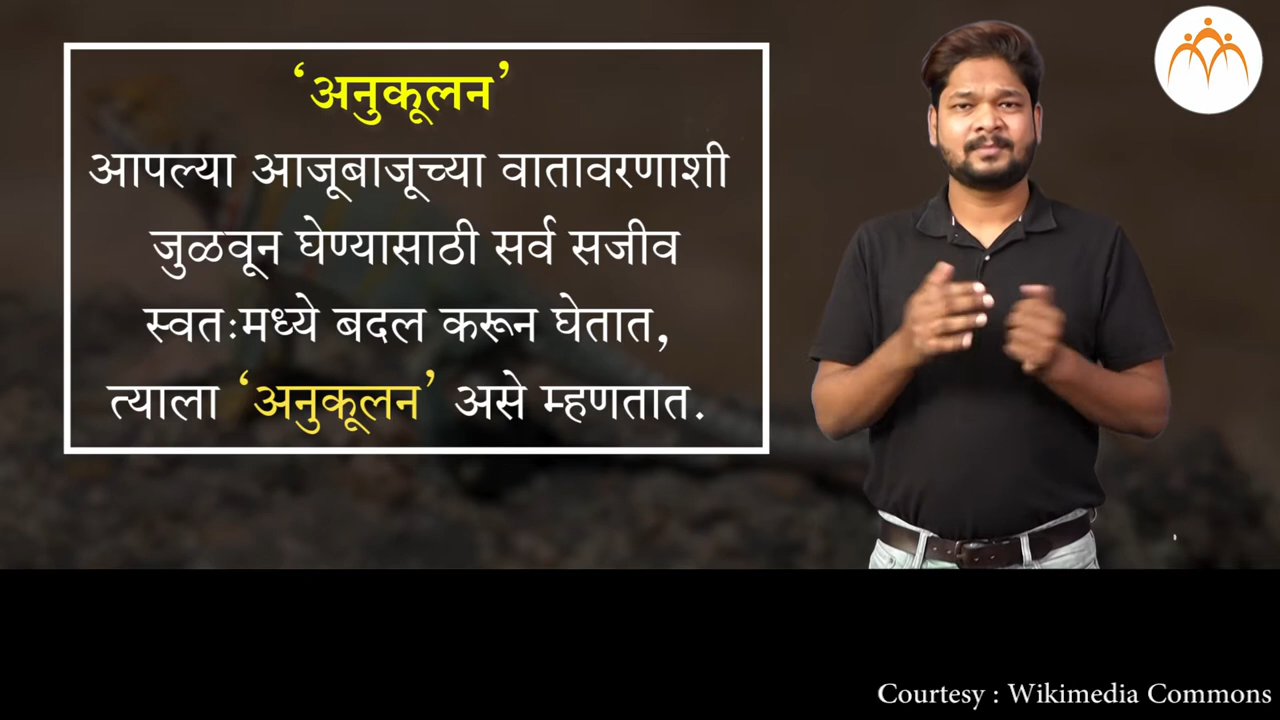 ‘अनुकूलन’
आपल्या आजूबाजूच्या वातावरणाशी
जुळवून घेण्यासाठी सर्व सजीव
स्वतःमध्ये बदल करून घेतात,
त्याला ‘अनुकूलन’ असे म्हणतात.
Courtesy : Wikimedia Commons